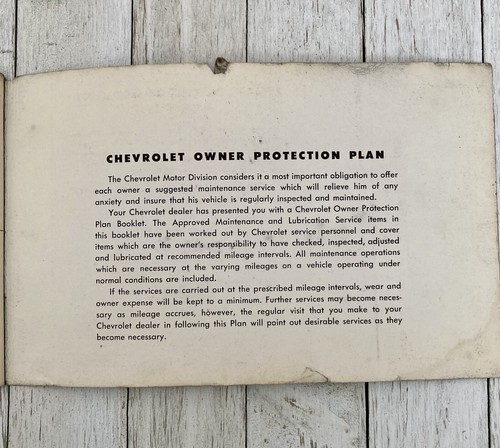 CHEVROLET OWNER PROTECTION PLAN
The Chevrolet Motor Division considers it a most important obligation to offer
each owner a suggested maintenance service which will relieve him of any
anxiety and insure that his vehicle is regularly inspected and maintained.
Your Chevrolet dealer has presented you with a Chevrolet Owner Protection
Plan Booklet. The Approved Maintenance and Lubrication Service items in
this booklet have been worked out by Chevrolet service personnel and cover
items which are the owner's responsibility to have checked, inspected, adjusted
and lubricated at recommended mileage intervals. All maintenance operations
which are necessary at the varying mileages on a vehicle operating under
normal conditions are included.
If the services are carried out at the prescribed mileage intervals, wear and
owner expense will be kept to a minimum. Further services may become neces-
sary as mileage accrues, however, the regular visit that you make to your
Chevrolet dealer in following this Plan will point out desirable services as they
become necessary.